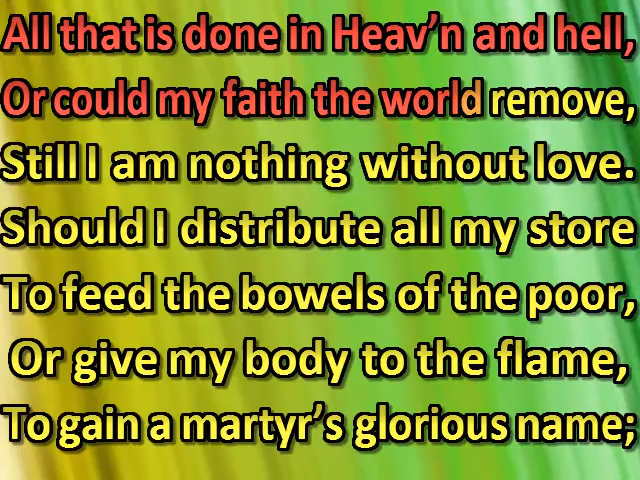 All that is done in Heav’n and hell,
Or could my faith the world remove,
Still I am nothing without love.
Should I distribute all my store
To feed the bowels of the poor,
Or give my body to the flame,
To gain a martyr’s glorious name;